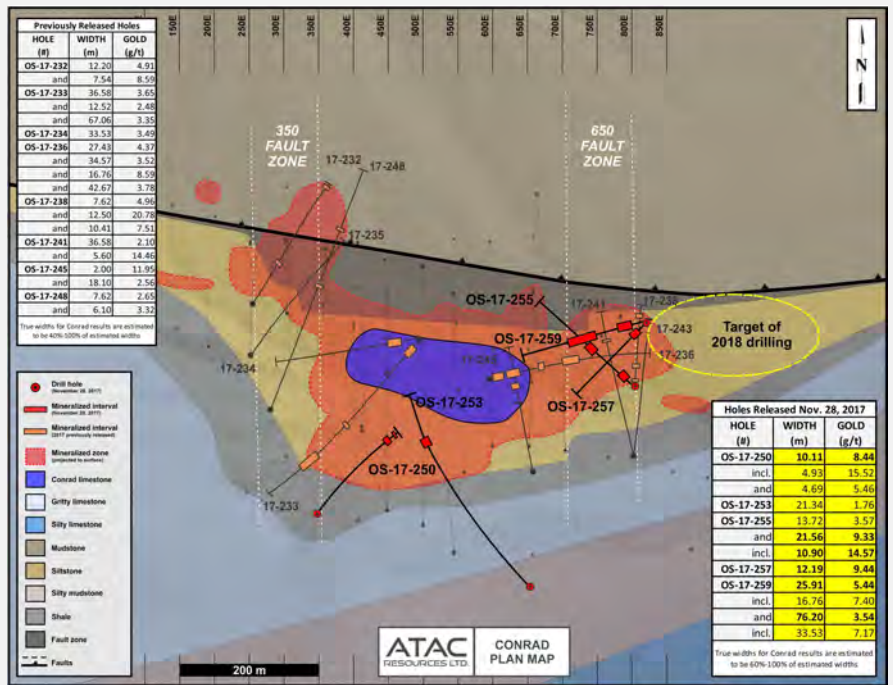 150E 200E 250E 300E 350E 400E 450E 500E 550E 600E 650E 700E 750E 800E 850E
Previously Released Holes
HOLE WIDTH GOLD
(#) (m) (g/t)
OS-17-232 12.20 4.91
and 7.54 8.59
OS-17-233 36.58 3.65
and 12.52 2.48
and 67.06 3.35
OS-17-234 33.53 3.49
OS-17-236 27.43 4.37
and 34.57 3.52
and 16.76 8.59
and 42.67 3.78
OS-17-238 7.62 4.96
and 12.50 20.78
and 10.41 7.51
OS-17-241 36.58 2.10
and 5.60 14.46
OS-17-245 2.00 11.95
and 18.10 2.56
OS-17-248 7.62 2.65
and 6.10 3.32
True widths for Conrad results are estimated
to be 40%-100% of estimated widths
N
350
FAULT
ZONE
650
FAULT
ZONE
17-232
17-248
17-235
OS-17-255
17-241
OS-17-259
17-243
17-236
17-234
Target of
2018 drilling
OS-17-253
OS-17-257
OS-17-250
17-233
Drill hole
(November 28, 2017)
Mineralized interval
(November 28, 2017)
Mineralized interval
(2017 previously released)
Mineralized zone
(projected to surface)
Conrad limestone
Gritty limestone
Silty limestone
Mudstone
Siltstone
Silty mudstone
Shale
Fault zone
Faults
Holes Released Nov. 28, 2017
HOLE WIDTH GOLD
(#) (m) (g/t)
OS-17-250 10.11 8.44
incl. 4.93 15.52
and 4.69 5.46
OS-17-253 21.34 1.76
OS-17-255 13.72 3.57
and 21.56 9.33
incl. 10.90 14.57
OS-17-257 12.19 9.44
OS-17-259 25.91 5.44
incl. 16.76 7.40
and 76.20 3.54
incl. 33.53 7.17
True widths for Conrad results are estimated
to be 60%-100% of estimated widths
200 m
ATAC
RESOURCES LTD.
CONRAD
PLAN MAP